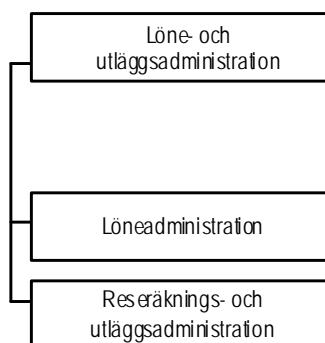 Löne- och
utläggsadministration
Löneadministration
Reseräknings- och
utläggsadministration